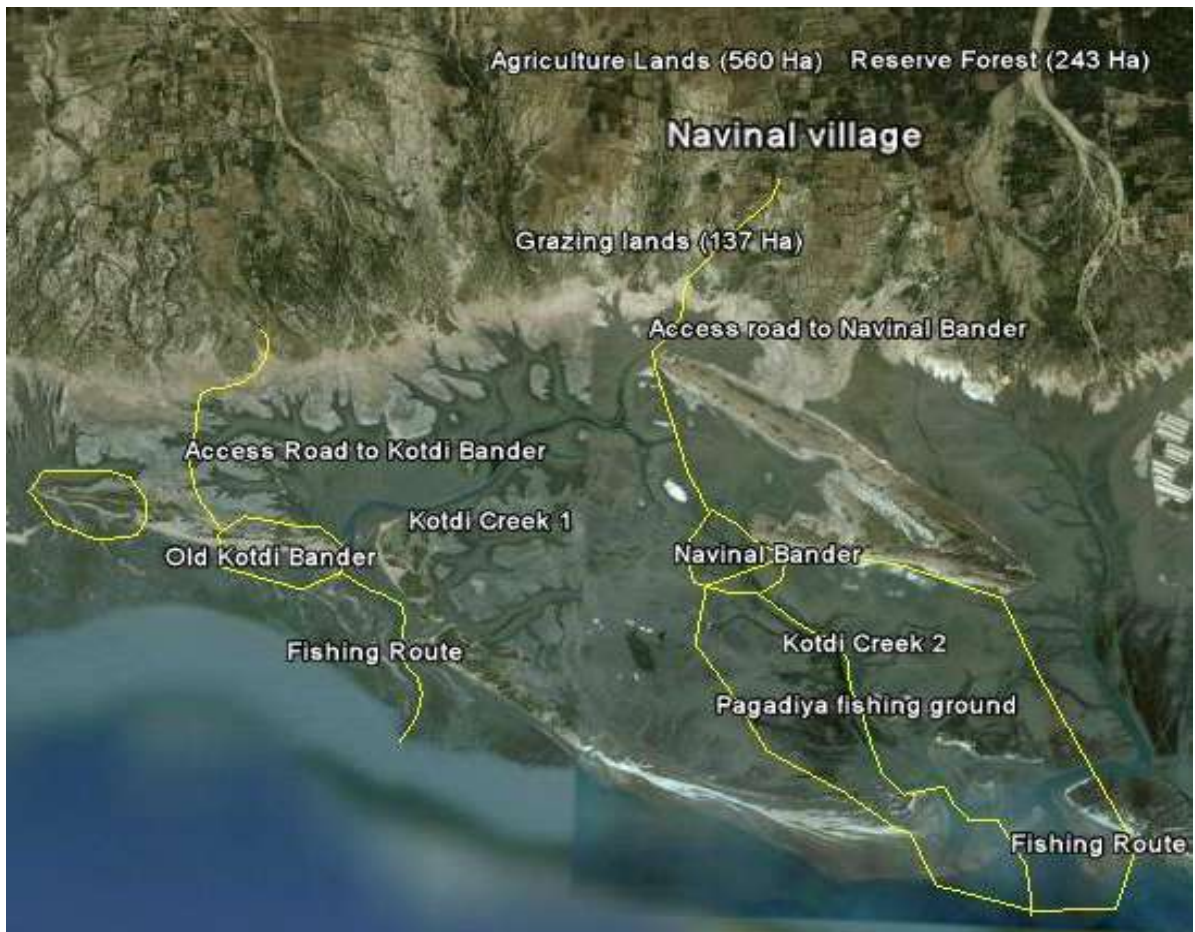 Agriculture Lands (560 Ha)
Reserve Forest (243 Ha)
Navinal village
Grazing lands (137 Ha)
Access road to Navinal Bander
Access Road to Kotdi Bander
Kotdi Creek 1
Old Kotdi Bander
Navinal Bander
Fishing Route
Kotdi Creek 2
Pagadiya fishing ground
Fishing Route